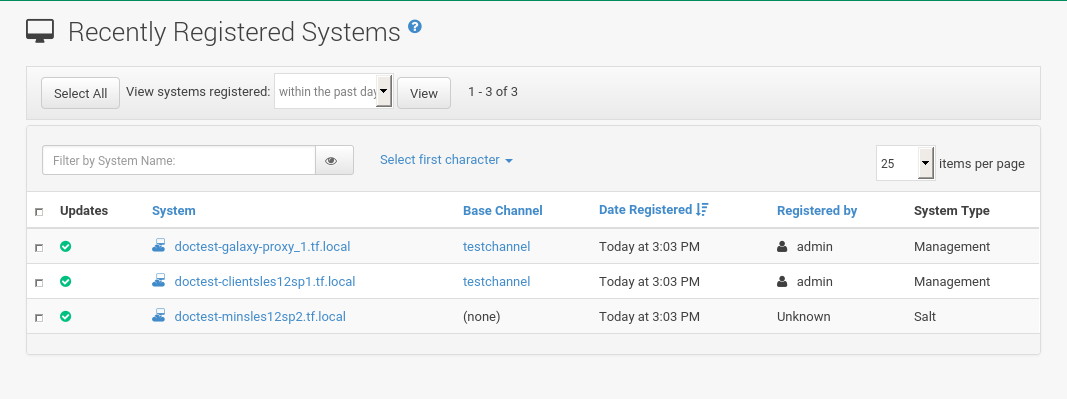 Recently Registered Systems ?
Select All View systems registered: within the past day View 1 - 3 of 3
Filter by System Name: Select first character 25 items per page
Updates System Base Channel Date Registered Registered by System Type
doctest-galaxy-proxy_1.tf.local testchannel Today at 3:03 PM admin Management
doctest-clientsles12sp1.tf.local testchannel Today at 3:03 PM admin Management
doctest-minsles12sp2.tf.local (none) Today at 3:03 PM Unknown Salt